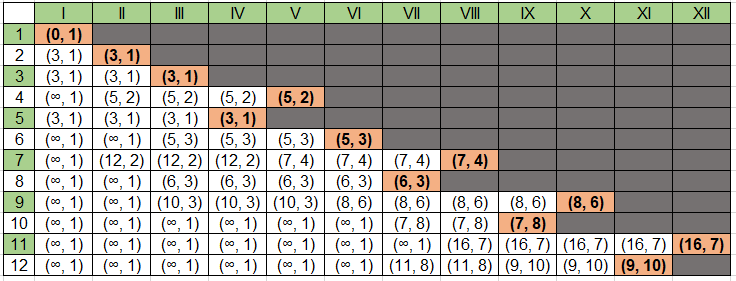 I II III IV V VI VII VIII IX X XI XII
1 (0, 1)
2 (3, 1) (3, 1)
3 (3, 1) (3, 1) (3, 1)
4 (∞, 1) (5, 2) (5, 2) (5, 2) (5, 2)
5 (3, 1) (3, 1) (3, 1) (3, 1)
6 (∞, 1) (∞, 1) (5, 3) (5, 3) (5, 3) (5, 3)
7 (∞, 1) (12, 2) (12, 2) (12, 2) (7, 4) (7, 4) (7, 4) (7, 4)
8 (∞, 1) (∞, 1) (6, 3) (6, 3) (6, 3) (6, 3) (6, 3)
9 (∞, 1) (∞, 1) (10, 3) (10, 3) (10, 3) (8, 6) (8, 6) (8, 6) (8, 6) (8, 6)
10 (∞, 1) (∞, 1) (∞, 1) (∞, 1) (∞, 1) (∞, 1) (7, 8) (7, 8) (7, 8)
11 (∞, 1) (∞, 1) (∞, 1) (∞, 1) (∞, 1) (∞, 1) (∞, 1) (16, 7) (16, 7) (16, 7) (16, 7) (16, 7)
12 (∞, 1) (∞, 1) (∞, 1) (∞, 1) (∞, 1) (∞, 1) (11, 8) (11, 8) (9, 10) (9, 10) (9, 10)